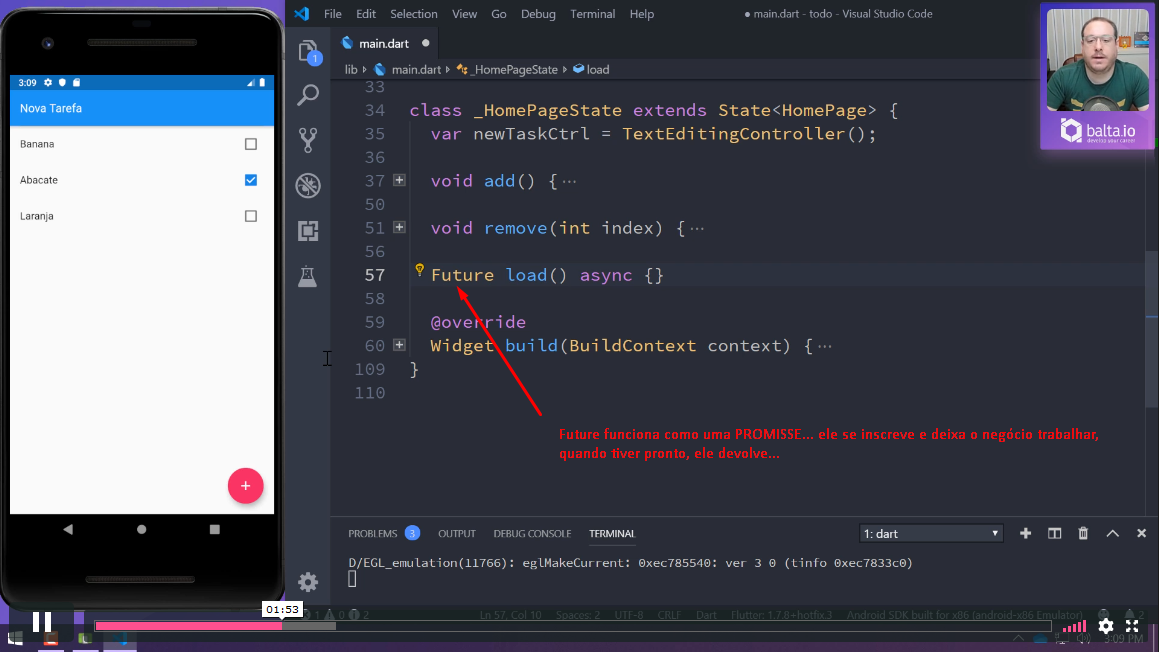 File Edit Selection View Go Debug Terminal Help
● main.dart - todo - Visual Studio Code
main.dart ●
lib main.dart _HomePageState load
3:09
Nova Tarefa
Banana
Abacate
Laranja
+
1
33
34 class _HomePageState extends State<HomePage> {
35 var newTaskCtrl = TextEditingController();
36
37 void add() {···
50
51 void remove(int index) {···
56
57 Future load() async {}
58
59 @override
60 Widget build(BuildContext context) {···
109 }
110
Future funciona como uma PROMISSE... ele se inscreve e deixa o negócio trabalhar,
quando tiver pronto, ele devolve...
balta.io
PROBLEMS 3 OUTPUT DEBUG CONSOLE TERMINAL
1: dart
D/EGL_emulation(11766): eglMakeCurrent: 0xec785540: ver 3 0 (tinfo 0xec7833c0)
01:53
1 0 2
Ln 57, Col 10 Spaces: 2 UTF-8 CRLF Dart Flutter: 1.7.8+hotfix.3 Android SDK built for x86 (android-x86 Emulator) 2
3:09 PM